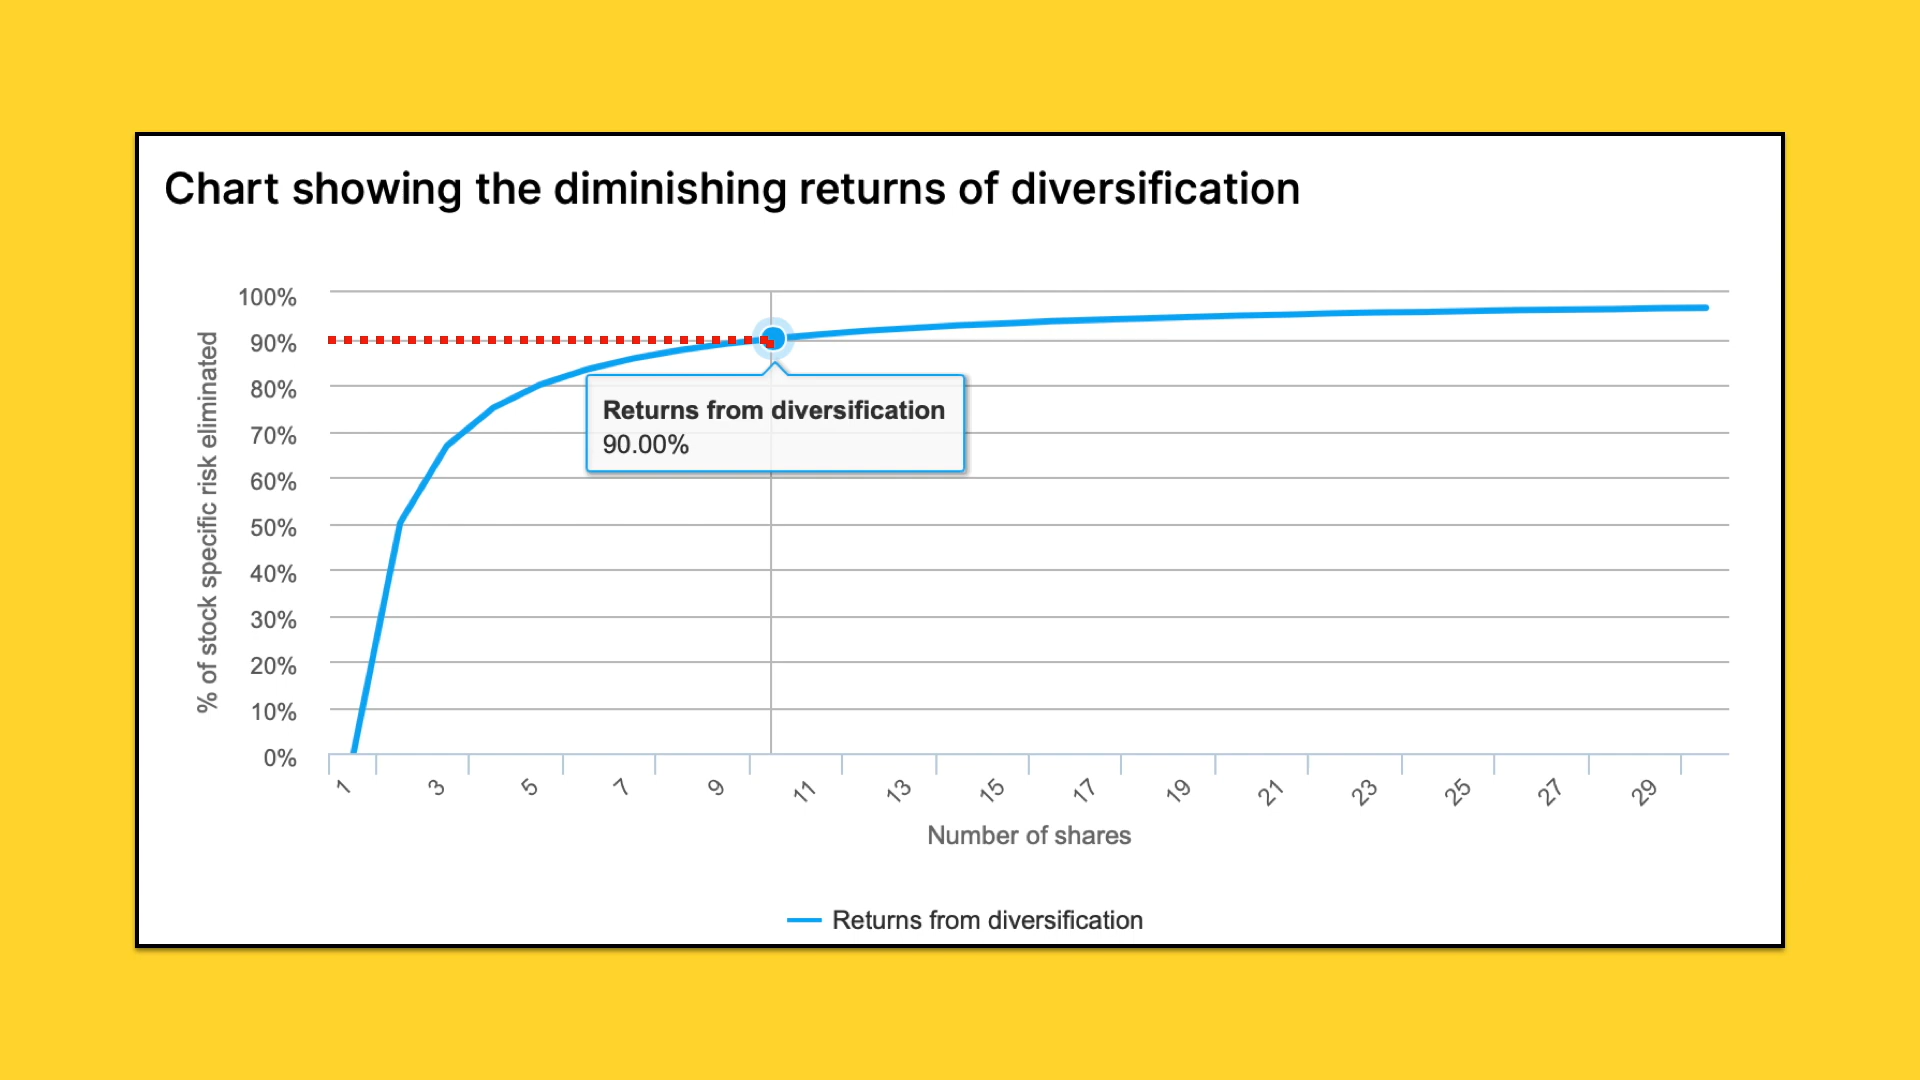 Chart showing the diminishing returns of diversification
% of stock specific risk eliminated
100%
90%
80%
70%
60%
50%
40%
30%
20%
10%
0%
Returns from diversification
90.00%
1 3 5 7 9 11 13 15 17 19 21 23 25 27 29
Number of shares
Returns from diversification